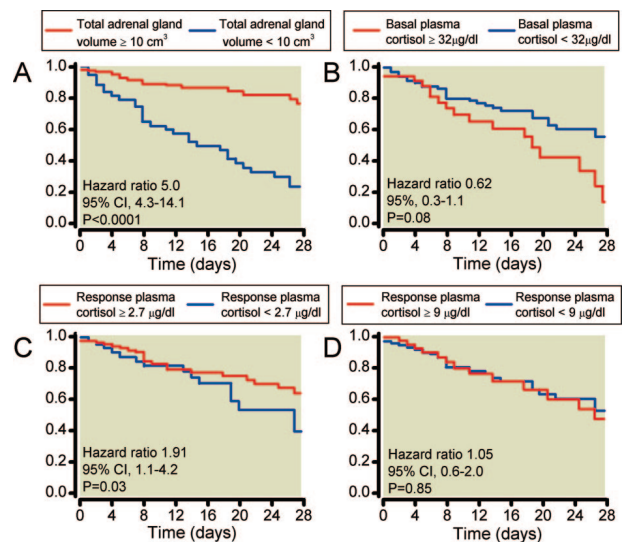 Total adrenal gland
volume ≥ 10 cm³
Total adrenal gland
volume < 10 cm³
A
1.0
0.8
0.6
0.4
0.2
0.0
Hazard ratio 5.0
95% CI, 4.3-14.1
P<0.0001
0 4 8 12 16 20 24 28
Time (days)
Basal plasma
cortisol ≥ 32µg/dl
Basal plasma
cortisol < 32µg/dl
B
1.0
0.8
0.6
0.4
0.2
0.0
Hazard ratio 0.62
95%, 0.3-1.1
P=0.08
0 4 8 12 16 20 24 28
Time (days)
Response plasma
cortisol ≥ 2.7 µg/dl
Response plasma
cortisol < 2.7 µg/dl
C
1.0
0.8
0.6
0.4
0.2
0.0
Hazard ratio 1.91
95% CI, 1.1-4.2
P=0.03
0 4 8 12 16 20 24 28
Time (days)
Response plasma
cortisol ≥ 9 µg/dl
Response plasma
cortisol < 9 µg/dl
D
1.0
0.8
0.6
0.4
0.2
0.0
Hazard ratio 1.05
95% CI, 0.6-2.0
P=0.85
0 4 8 12 16 20 24 28
Time (days)